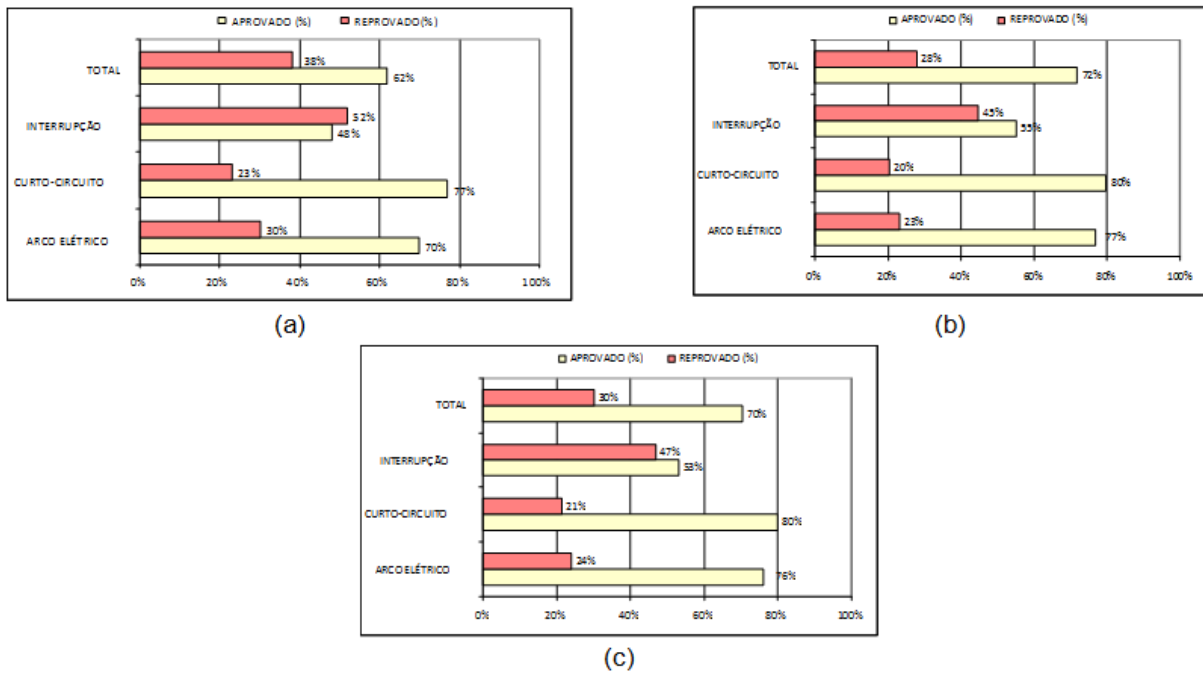 APROVADO (%) REPROVADO(%)
TOTAL
38%
62%
INTERRUPÇÃO
52%
48%
CURTO-CIRCUITO
23%
77%
ARCO ELÉTRICO
30%
70%
0% 20% 40% 60% 80% 100%
(a)
APROVADO (%) REPROVADO (%)
TOTAL
28%
72%
INTERRUPÇÃO
45%
55%
CURTO-CIRCUITO
20%
80%
ARCO ELÉTRICO
23%
77%
0% 20% 40% 60% 80% 100%
(b)
APROVADO (%) REPROVADO (%)
TOTAL
30%
70%
INTERRUPÇÃO
47%
53%
CURTO-CIRCUITO
21%
80%
ARCO ELÉTRICO
24%
76%
0% 20% 40% 60% 80% 100%
(c)